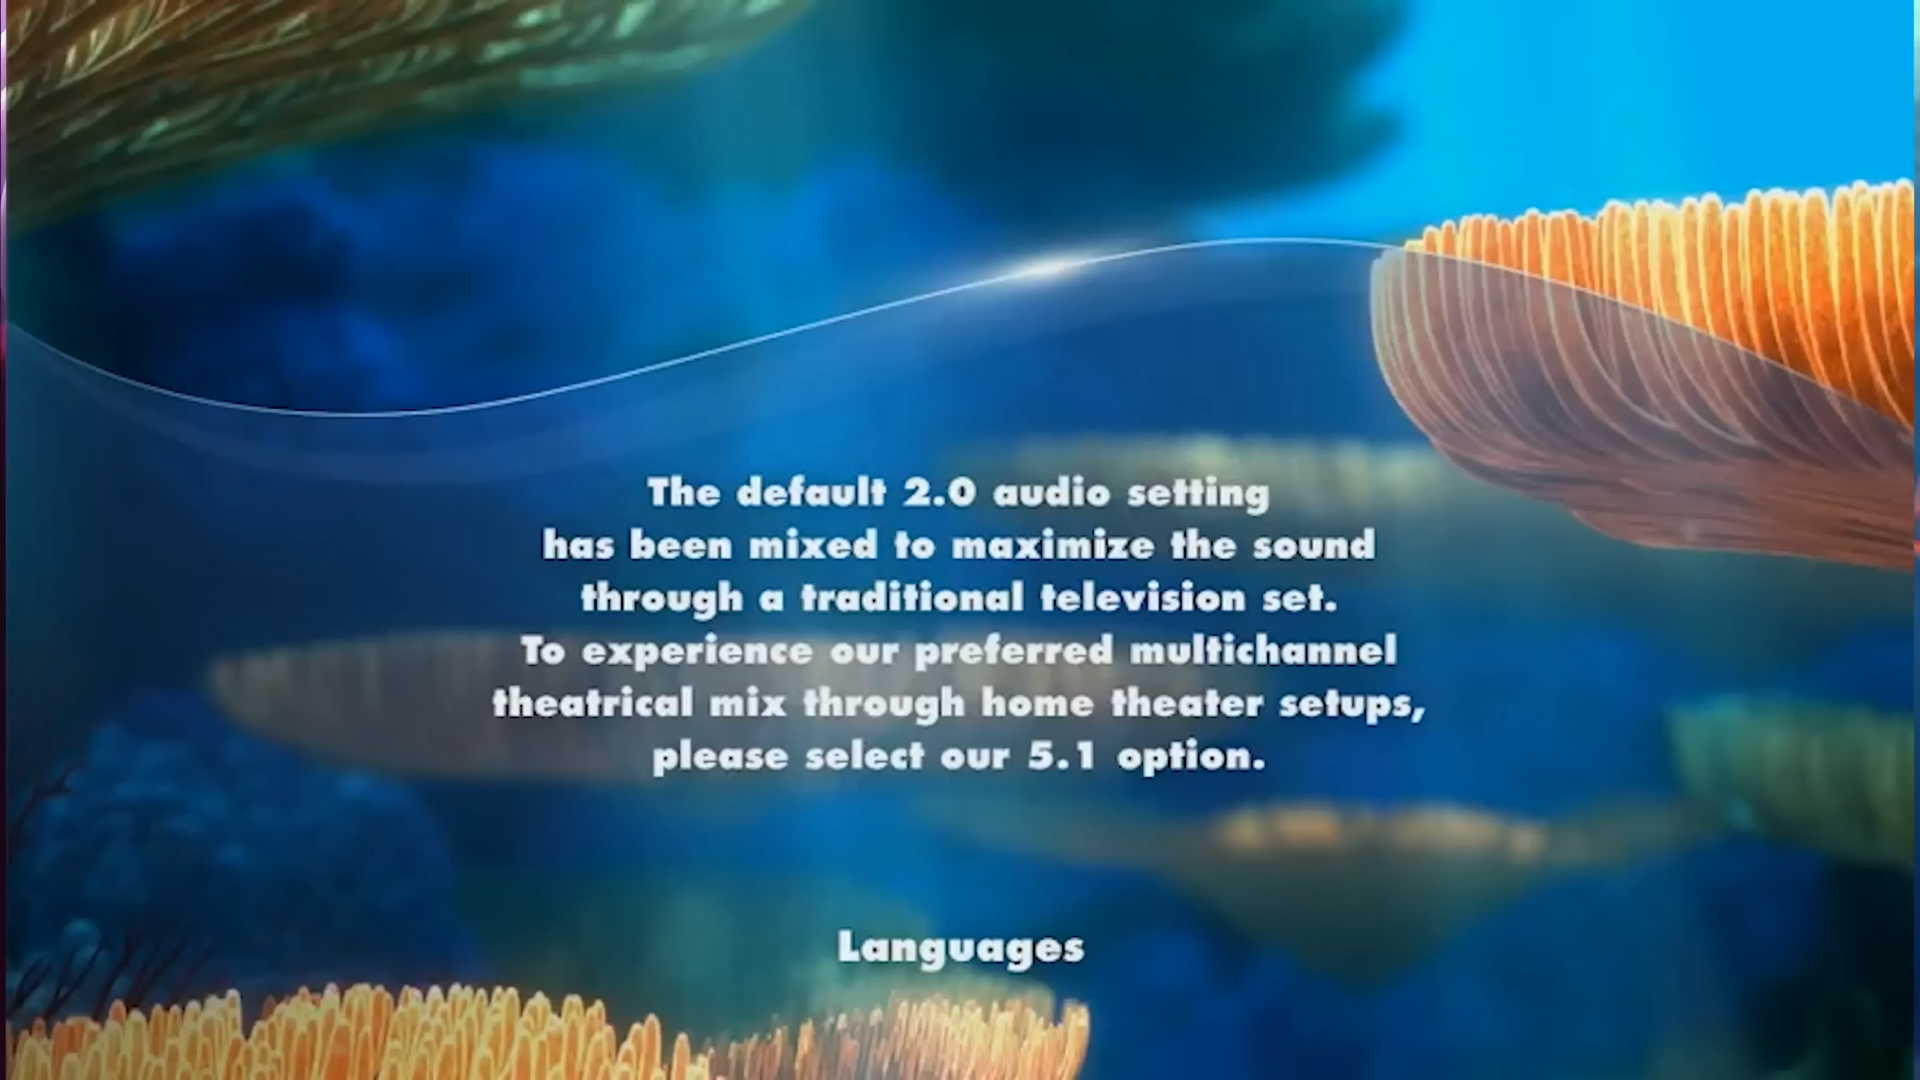 The default 2.0 audio setting
has been mixed to maximize the sound
through a traditional television set.
To experience our preferred multichannel
theatrical mix through home theater setups,
please select our 5.1 option.
Languages